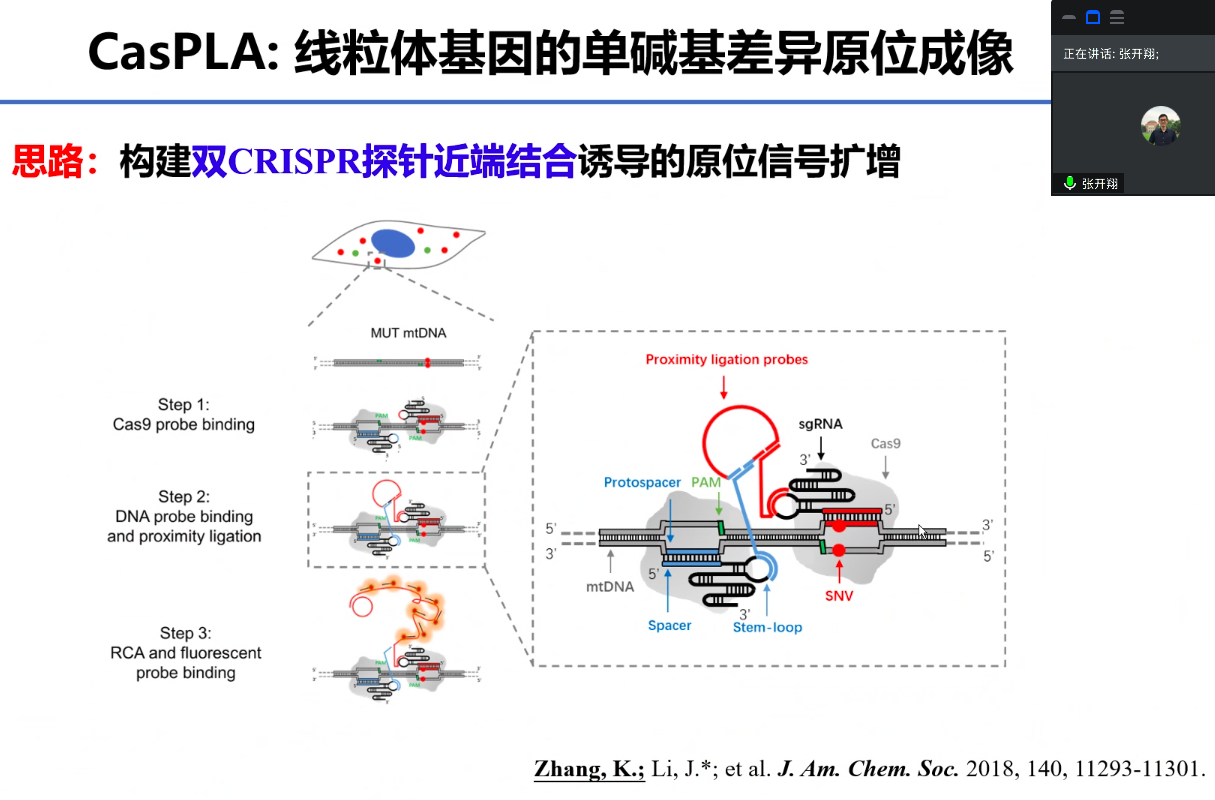 CasPLA: 线粒体基因的单碱基差异原位成像
正在讲话: 张开翔;
张开翔
思路：构建双CRISPR探针近端结合诱导的原位信号扩增
MUT mtDNA
Step 1:
Cas9 probe binding
PAM
PAM
Step 2:
DNA probe binding
and proximity ligation
PAM
PAM
Step 3:
RCA and fluorescent
probe binding
PAM
PAM
Proximity ligation probes
sgRNA
Cas9
3’
Protospacer
PAM
5’
5’
3’
3’
5’
5’
mtDNA
SNV
3’
Spacer
Stem-loop
Zhang, K.; Li, J.*; et al. J. Am. Chem. Soc. 2018, 140, 11293-11301.